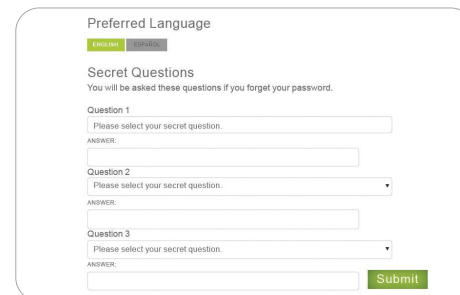 Preferred Language
ENGLISH ESPAÑOL
Secret Questions
You will be asked these questions if you forget your password.
Question 1
Please select your secret question.
ANSWER:
Question 2
Please select your secret question.
ANSWER:
Question 3
Please select your secret question.
ANSWER:
Submit